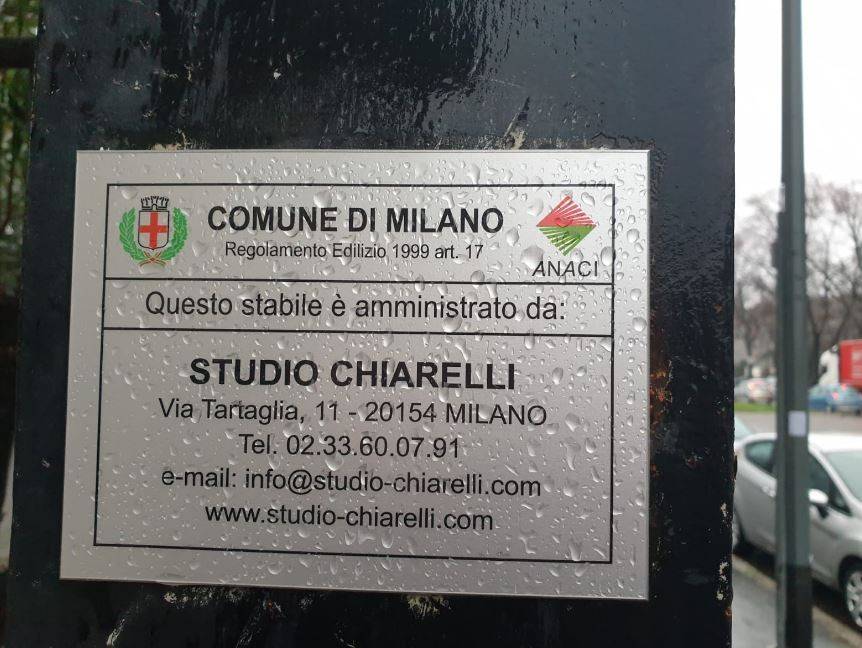 COMUNE DI MILANO
Regolamento Edilizio 1999 art. 17
ANACI
Questo stabile è amministrato da:
STUDIO CHIARELLI
Via Tartaglia, 11 - 20154 MILANO
Tel. 02.33.60.07.91
e-mail: info@studio-chiarelli.com
www.studio-chiarelli.com